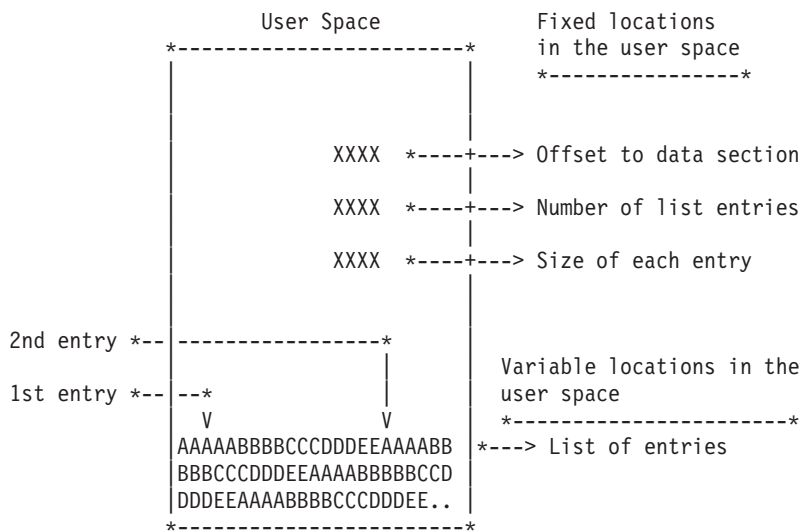 User Space
Fixed locations
in the user space
*-----------------------*
*----------------*
XXXX *----+---> Offset to data section
XXXX *----+---> Number of list entries
XXXX *----+---> Size of each entry
2nd entry *--|----------------*
1st entry *--|--*
Variable locations in the
user space
V V
*----------------------*
|AAAAABBBBCCCDDDEEAAAABB |*---> List of entries
|BBBCCCDDDEEAAAABBBBBCCD |
|DDDEEAAAABBBBCCCDDDEE.. |
*-----------------------*